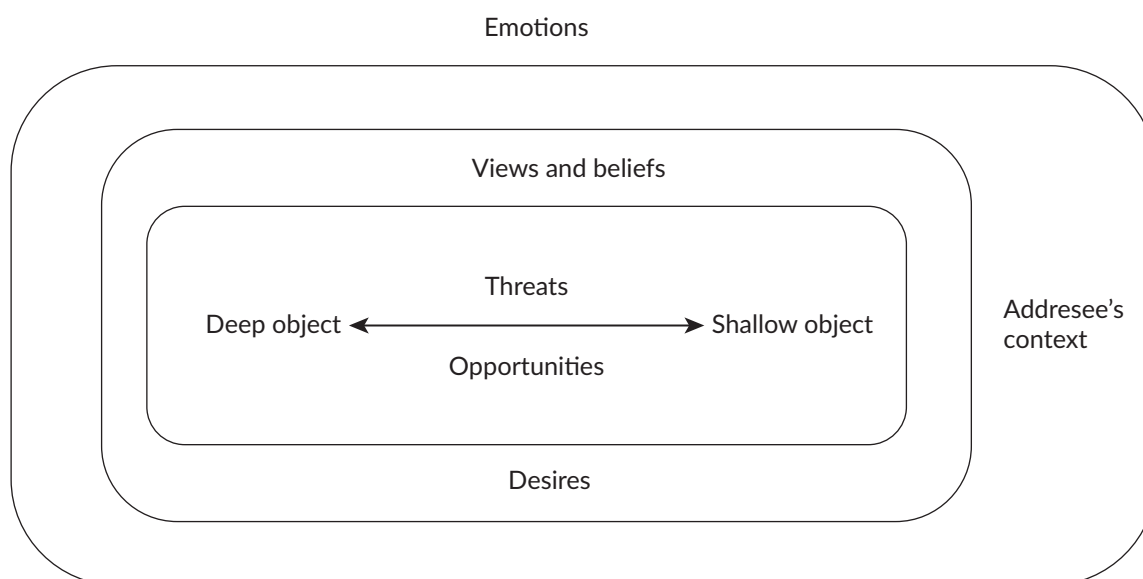 Emotions
Views and beliefs
Threats
Deep object
Shallow object
Opportunities
Addresee's
context
Desires